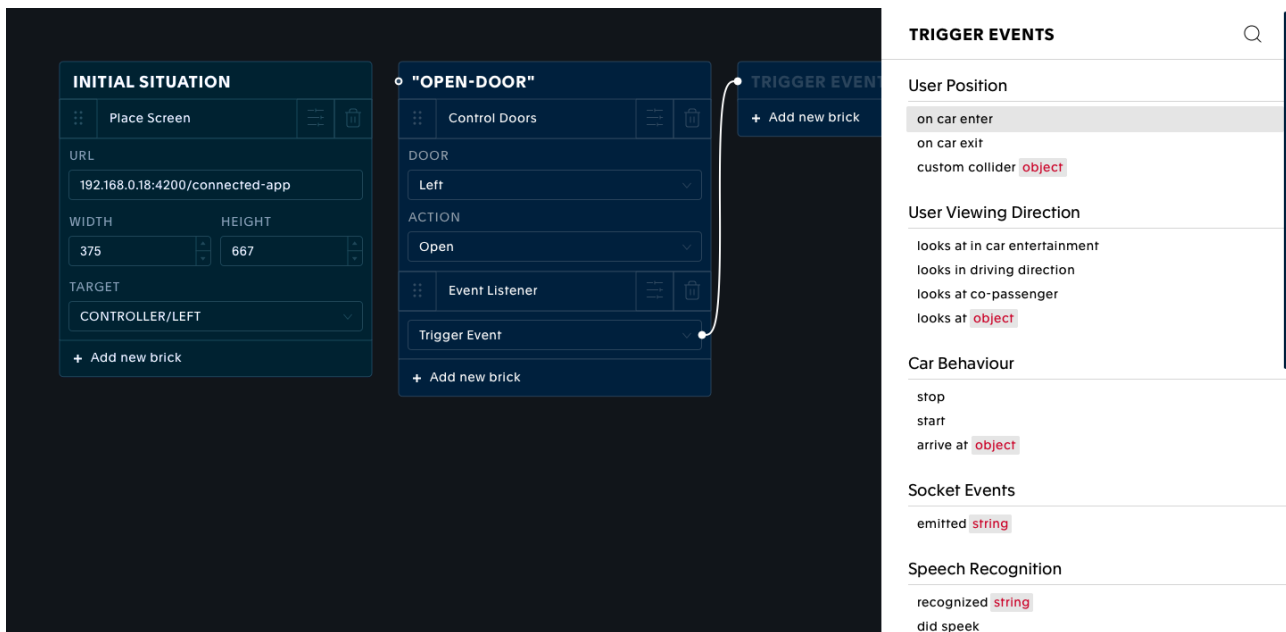 INITIAL SITUATION
Place Screen
URL
192.168.0.18:4200/connected-app
WIDTH HEIGHT
375 667
TARGET
CONTROLLER/LEFT
+ Add new brick
"OPEN-DOOR"
Control Doors
DOOR
Left
ACTION
Open
Event Listener
Trigger Event
+ Add new brick
TRIGGER EVENT
+ Add new brick
TRIGGER EVENTS
User Position
on car enter
on car exit
custom collider object
User Viewing Direction
looks at in car entertainment
looks in driving direction
looks at co-passenger
looks at object
Car Behaviour
stop
start
arrive at object
Socket Events
emitted string
Speech Recognition
recognized string
did speek